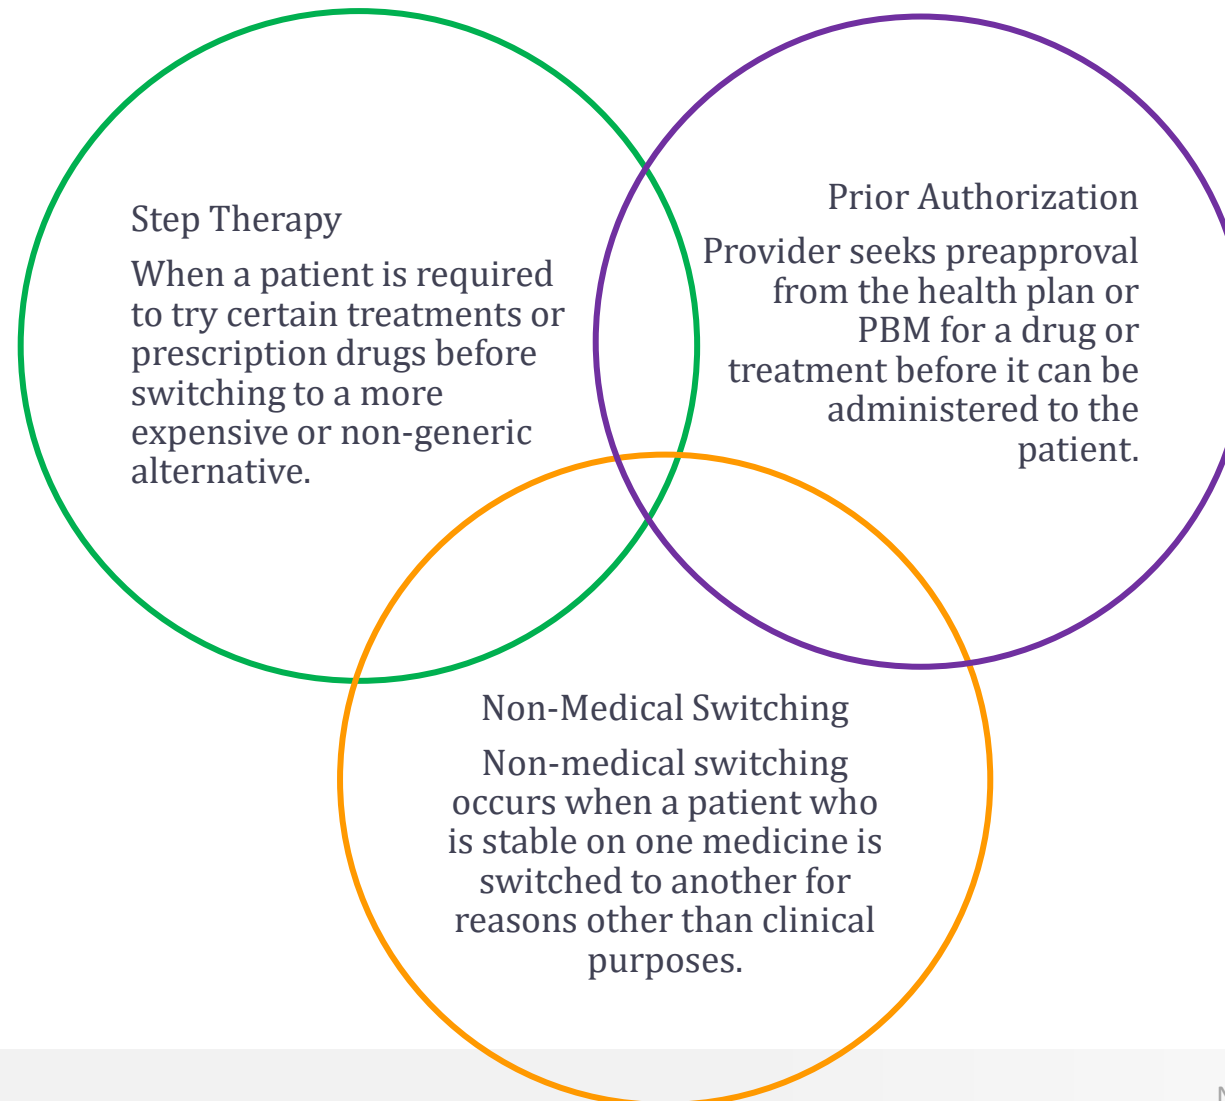 Step Therapy
When a patient is required
to try certain treatments or
prescription drugs before
switching to a more
expensive or non-generic
alternative.
Prior Authorization
Provider seeks preapproval
from the health plan or
PBM for a drug or
treatment before it can be
administered to the
patient.
Non-Medical Switching
Non-medical switching
occurs when a patient who
is stable on one medicine is
switched to another for
reasons other than clinical
purposes.